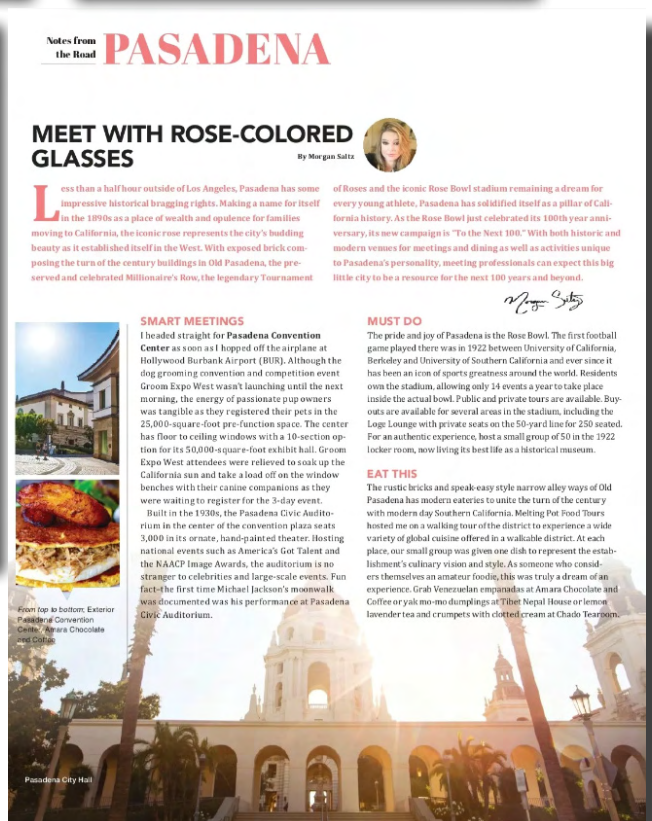 Notes from
the Road
PASADENA
MEET WITH ROSE-COLORED
GLASSES
By Morgan Saltz
Less than a half hour outside of Los Angeles, Pasadena has some
impressive historical bragging rights. Making a name for itself
in the 1890s as a place of wealth and opulence for families
moving to California, the iconic rose represents the city's budding
beauty as it established itself in the West. With exposed brick com-
posing the turn of the century buildings in Old Pasadena, the pre-
served and celebrated Millionaire's Row, the legendary Tournament
of Roses and the iconic Rose Bowl stadium remaining a dream for
every young athlete, Pasadena has solidified itself as a pillar of Cali-
fornia history. As the Rose Bowl just celebrated its 100th year anni-
versary, its new campaign is "To the Next 100." With both historic and
modern venues for meetings and dining as well as activities unique
to Pasadena's personality, meeting professionals can expect this big
little city to be a resource for the next 100 years and beyond.
Morgan Saltz
SMART MEETINGS
I headed straight for Pasadena Convention
Center as soon as I hopped off the airplane at
Hollywood Burbank Airport (BUR). Although the
dog grooming convention and competition event
Groom Expo West wasn't launching until the next
morning, the energy of passionate pup owners
was tangible as they registered their pets in the
25,000-square-foot pre-function space. The center
has floor to ceiling windows with a 10-section op-
tion for its 50,000-square-foot exhibit hall. Groom
Expo West attendees were relieved to soak up the
California sun and take a load off on the window
benches with their canine companions as they
were waiting to register for the 3-day event.
Built in the 1930s, the Pasadena Civic Audito-
rium in the center of the convention plaza seats
3,000 in its ornate, hand-painted theater. Hosting
national events such as America's Got Talent and
the NAACP Image Awards, the auditorium is no
stranger to celebrities and large-scale events. Fun
fact–the first time Michael Jackson's moonwalk
was documented was his performance at Pasadena
Civic Auditorium.
MUST DO
The pride and joy of Pasadena is the Rose Bowl. The first football
game played there was in 1922 between University of California,
Berkeley and University of Southern California and ever since it
has been an icon of sports greatness around the world. Residents
own the stadium, allowing only 14 events a year to take place
inside the actual bowl. Public and private tours are available. Buy-
outs are available for several areas in the stadium, including the
Loge Lounge with private seats on the 50-yard line for 250 seated.
For an authentic experience, host a small group of 50 in the 1922
locker room, now living its best life as a historical museum.
EAT THIS
The rustic bricks and speak-easy style narrow alley ways of Old
Pasadena has modern eateries to unite the turn of the century
with modern day Southern California. Melting Pot Food Tours
hosted me on a walking tour of the district to experience a wide
variety of global cuisine offered in a walkable district. At each
place, our small group was given one dish to represent the estab-
lishment's culinary vision and style. As someone who consid-
ers themselves an amateur foodie, this was truly a dream of an
experience. Grab Venezuelan empanadas at Amara Chocolate and
Coffee or yak mo-mo dumplings at Tibet Nepal House or lemon
lavender tea and crumpets with clotted cream at Chado Tearoom.
From top to bottom; Exterior
Pasadena Convention
Center, Amara Chocolate
and Coffee
Pasadena City Hall